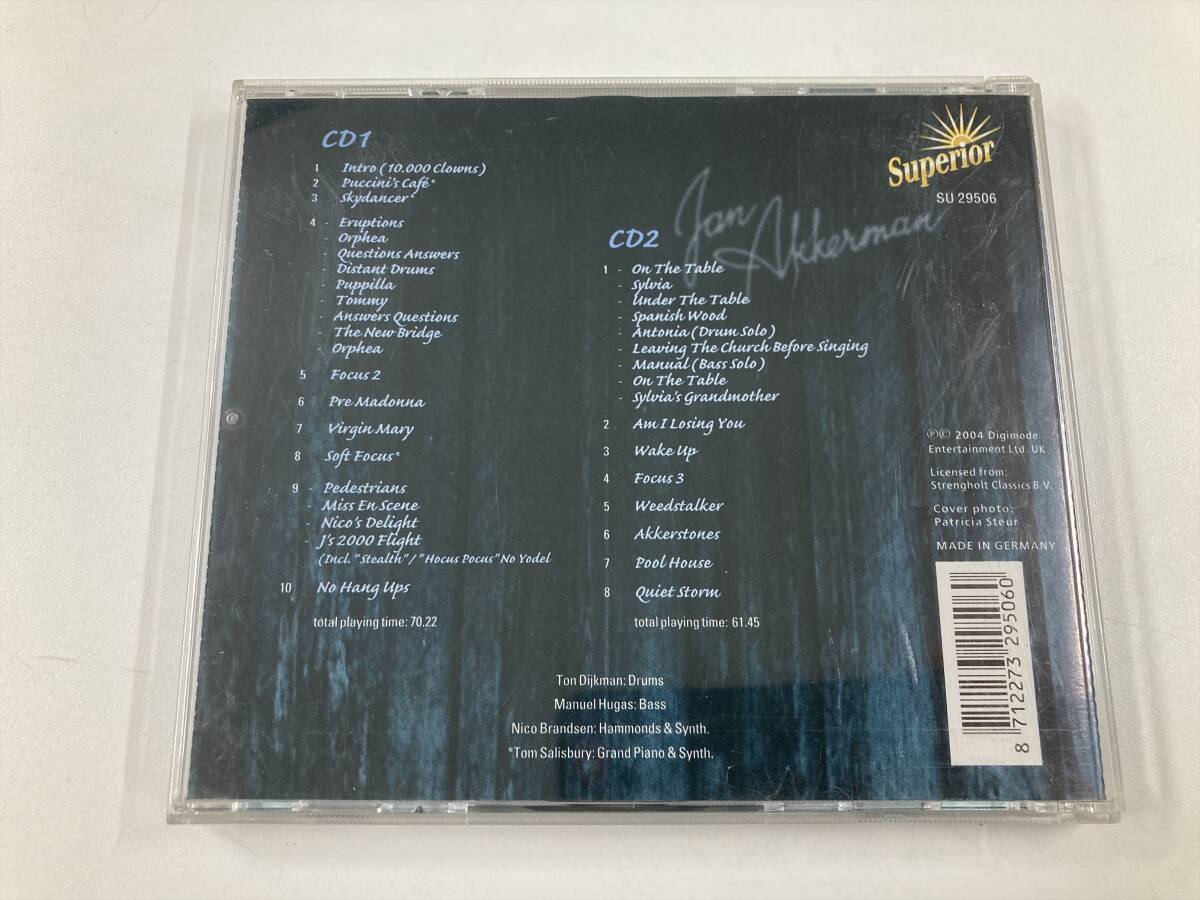 CD1
1 Intro (10.000 Clowns)
2 Puccini's Café*
3 Skydancer*
4 - Eruptions
- Orphea
- Questions Answers
- Distant Drums
- Puppilla
- Tommy
- Answers Questions
- The New Bridge
- Orphea
5 Focus 2
6 Pre Madonna
7 Virgin Mary
8 Soft Focus*
9 - Pedestrians
- Miss En Scene
- Nico's Delight
- J's 2000 Flight
(Incl. "Stealth" / "Hocus Pocus" No Yodel
10 No Hang Ups
total playing time: 70.22
Jan Akkerman
CD2
1 - On The Table
- Sylvia
- Under The Table
- Spanish Wood
- Antonia (Drum Solo)
- Leaving The Church Before Singing
- Manual (Bass Solo)
- On The Table
- Sylvia's Grandmother
2 Am I Losing You
3 Wake Up
4 Focus 3
5 Weedstalker
6 Akkerstones
7 Pool House
8 Quiet Storm
total playing time: 61.45
Ton Dijkman: Drums
Manuel Hugas: Bass
Nico Brandsen: Hammonds & Synth.
*Tom Salisbury: Grand Piano & Synth.
Superior
SU 29506
℗© 2004 Digimode
Entertainment Ltd. UK
Licensed from:
Strengholt Classics B.V.
Cover photo:
Patricia Steur
MADE IN GERMANY
8 712273 295060